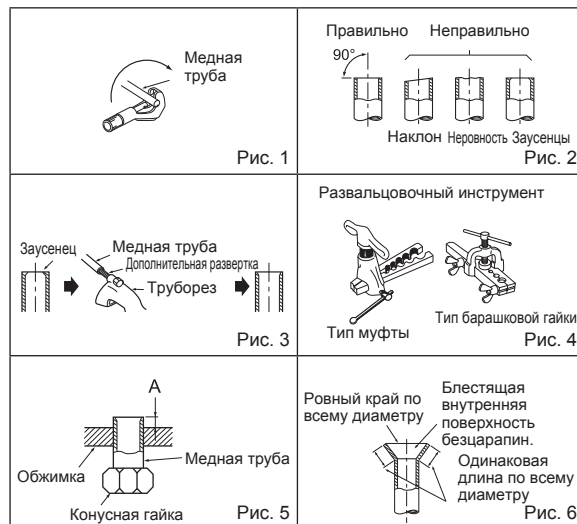 Медная
труба
Рис. 1
Правильно
Неправильно
90°
Наклон
Неровность
Заусенцы
Рис. 2
Заусенец
Медная труба
Дополнительная развертка
Труборез
Рис. 3
Развальцовочный инструмент
Тип муфты
Тип барашковой гайки
Рис. 4
A
Обжимка
Медная труба
Конусная гайка
Рис. 5
Ровный край по
всему диаметру
Блестящая
внутренняя
поверхность
безцарапин.
Одинаковая
длина по всему
диаметру
Рис. 6